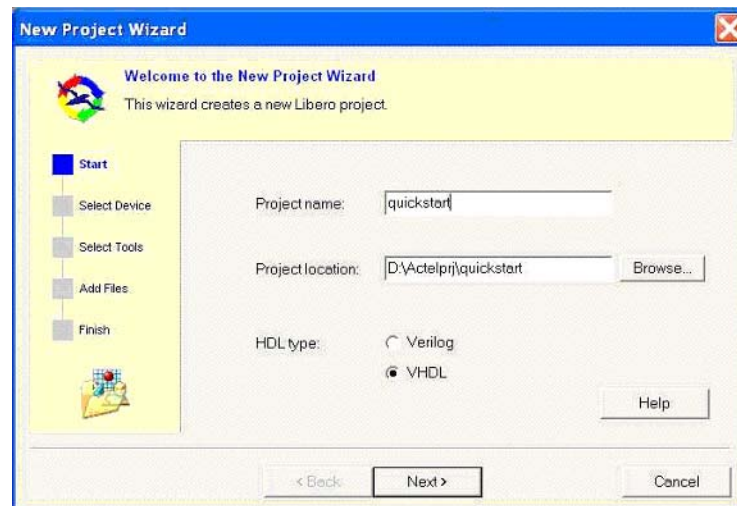 New Project Wizard
Welcome to the New Project Wizard
This wizard creates a new Libero project.
Start
Select Device
Select Tools
Add Files
Finish
Project name:
quickstart
Project location:
D:\Actelprj\quickstart
Browse...
HDL type:
Verilog
VHDL
Help
< Back
Next >
Cancel